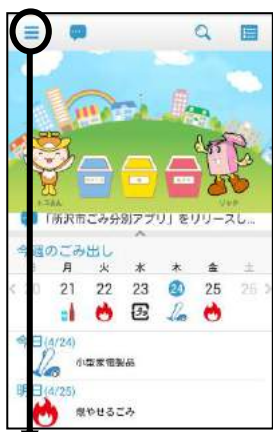 「所沢市ごみ分別アプリ」をリリースし...
今週のごみ出し
月 火 水 木 金 土
20 21 22 23 24 25 26
今日(4/24)
小型家電製品
明日(4/25)
燃やせるごみ